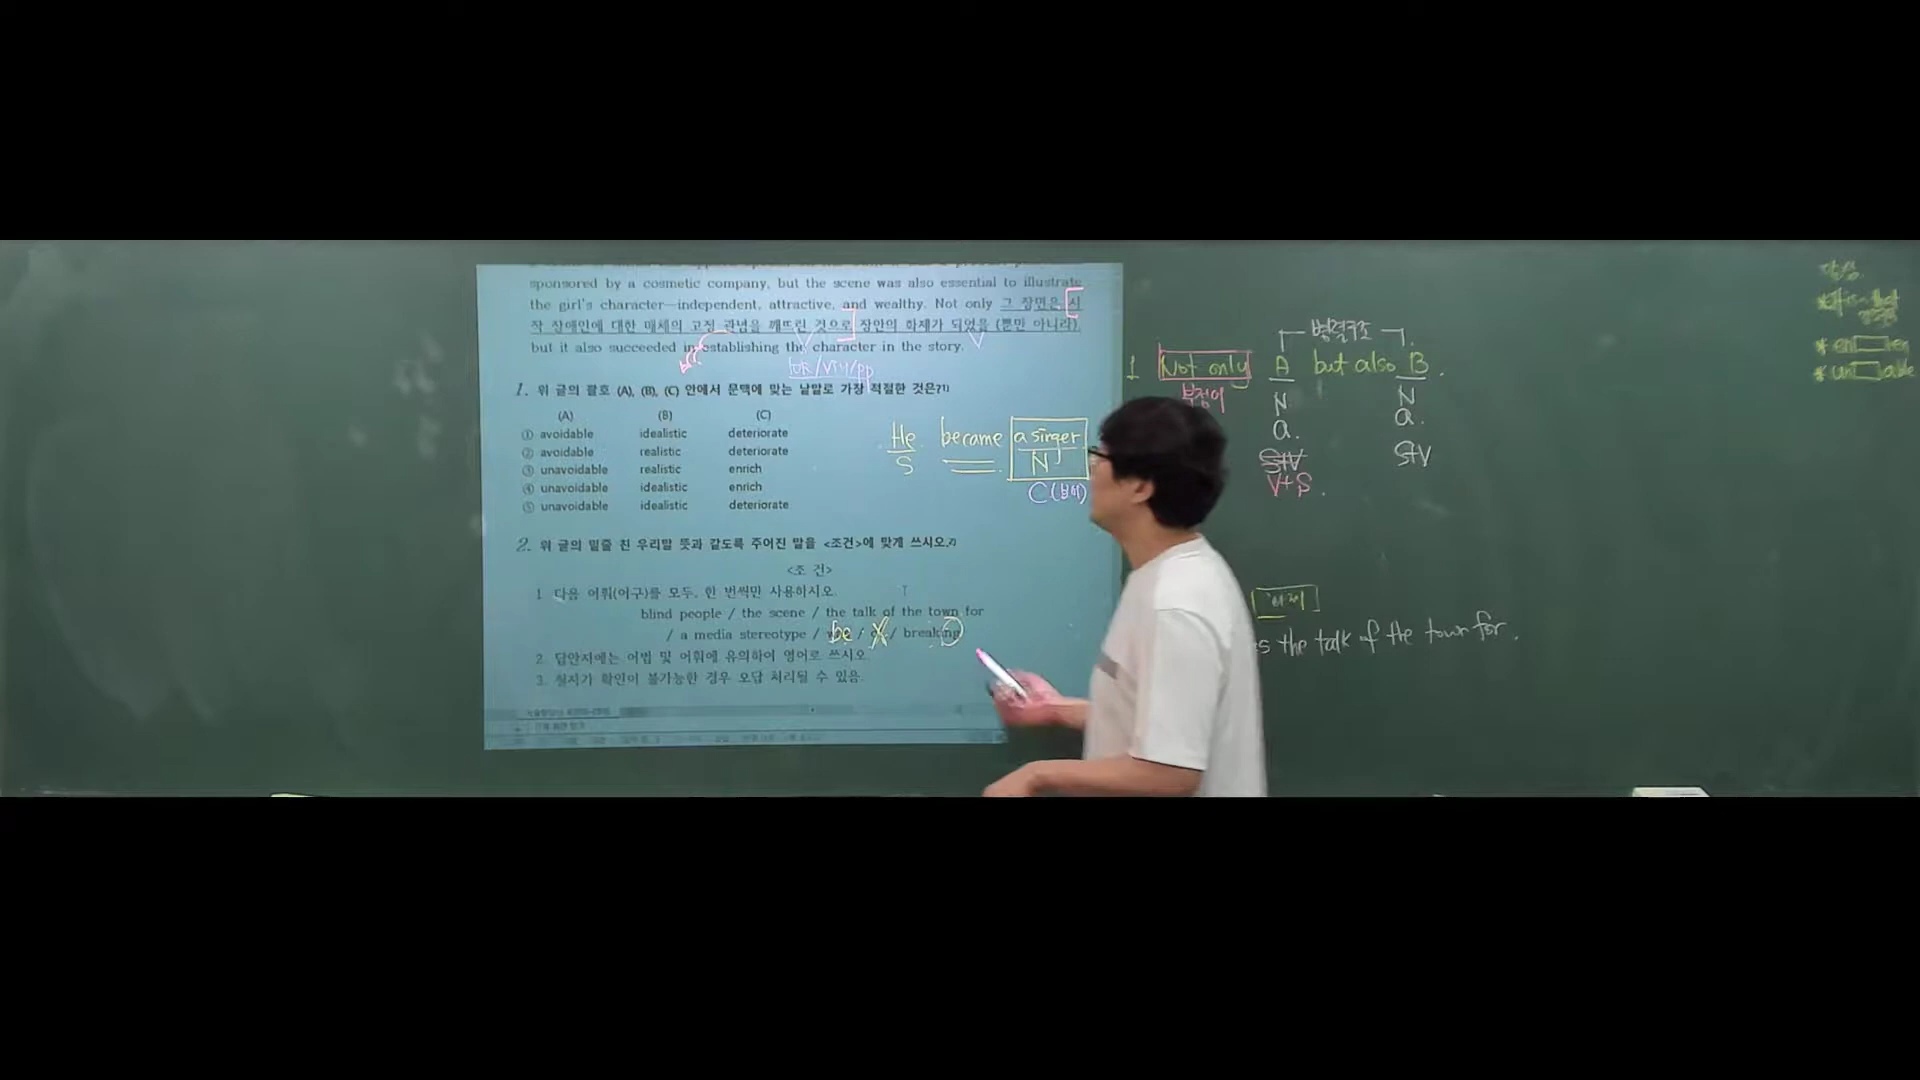 sponsored by a cosmetic company, but the scene was also essential to illustrate
the girl's character—independent, attractive, and wealthy. Not only 그 장면은 시
각 장애인에 대한 매체의 고정 관념을 깨뜨린 것으로 장안의 화제가 되었을 (뿐만 아니라),
but it also succeeded in establishing the character in the story.
/ Ving / pp
1. 위 글의 괄호 (A), (B), (C) 안에서 문맥에 맞는 낱말로 가장 적절한 것은?1)
(A) (B) (C)
① avoidable idealistic deteriorate
② avoidable realistic deteriorate
③ unavoidable realistic enrich
④ unavoidable idealistic enrich
⑤ unavoidable idealistic deteriorate
2. 위 글의 밑줄 친 우리말 뜻과 같도록 주어진 말을 <조건>에 맞게 쓰시오.2)
<조 건>
1. 다음 어휘(어구)를 모두, 한 번씩만 사용하시오.
blind people / the scene / the talk of the town for
/ a media stereotype / be / / breaking
2. 답안지에는 어법 및 어휘에 유의하여 영어로 쓰시오.
3. 철자가 확인이 불가능한 경우 오답 처리될 수 있음.
He became a singer
S N
C (보어)
병렬구조
1 Not only A but also B.
부정어 N N
a. a.
S+V S+V
V+S.
the talk of the town for.
* en en
* un able